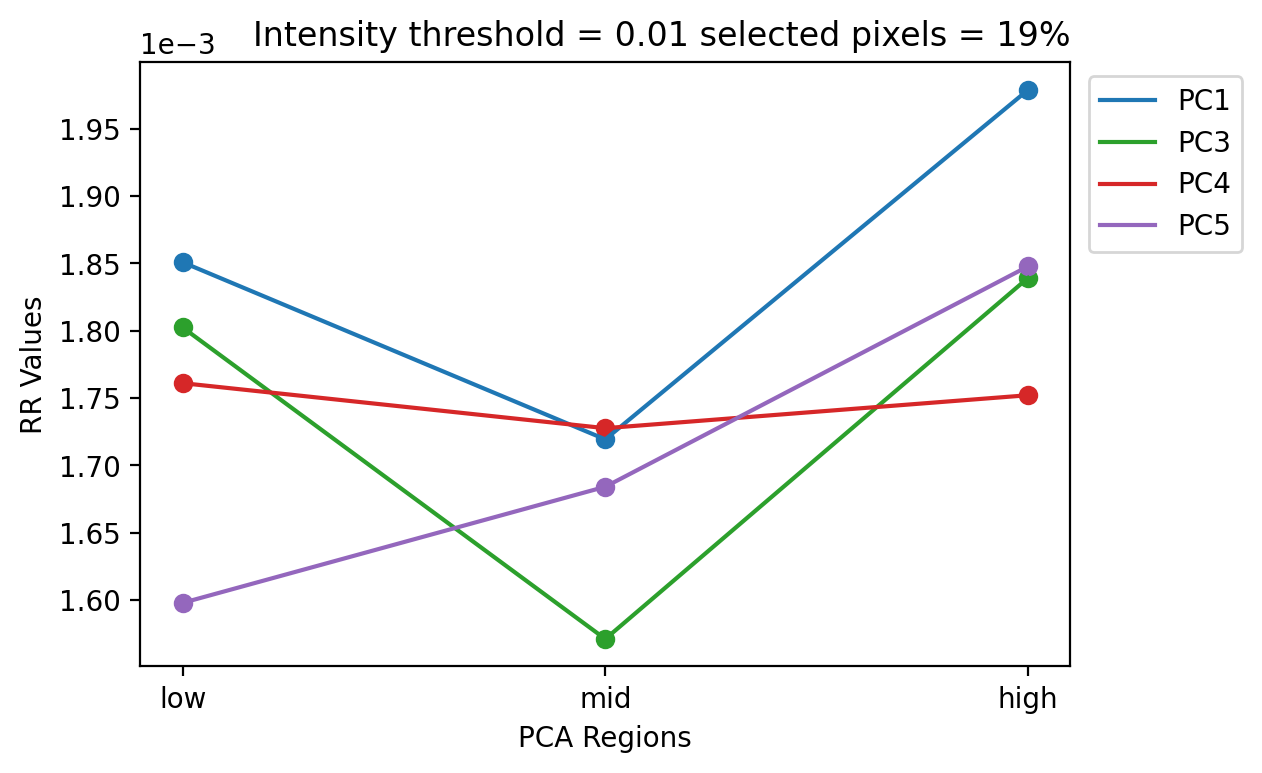 Intensity threshold = 0.01 selected pixels = 19%
1e−3
1.95
1.90
1.85
1.80
1.75
1.70
1.65
1.60
RR Values
low
mid
high
PCA Regions
PC1
PC3
PC4
PC5